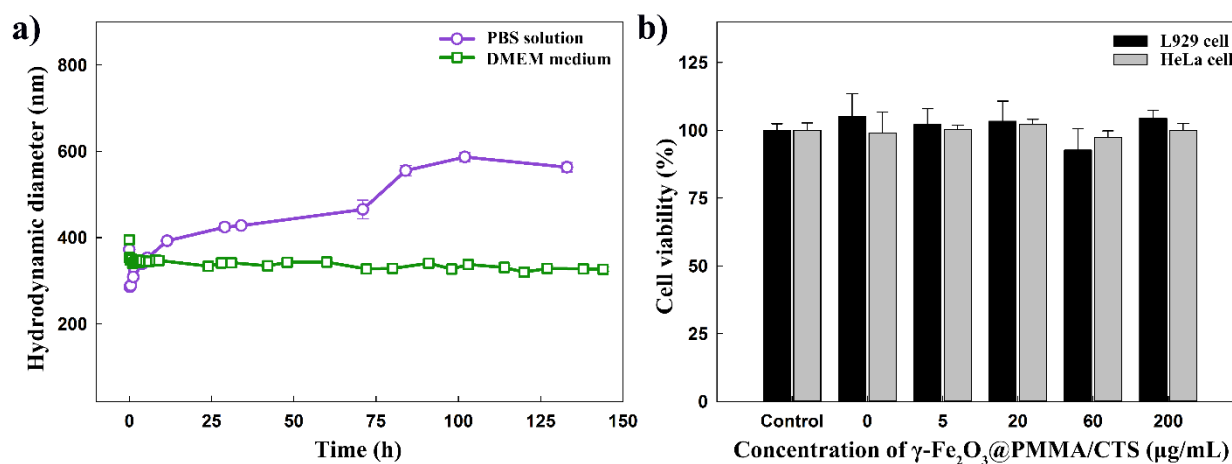 a)
PBS solution
DMEM medium
800
600
400
200
0 25 50 75 100 125 150
Hydrodynamic diameter (nm)
Time (h)
b)
L929 cell
HeLa cell
125
100
75
50
25
0
Control 0 5 20 60 200
Cell viability (%)
Concentration of γ-Fe₂O₃@PMMA/CTS (μg/mL)